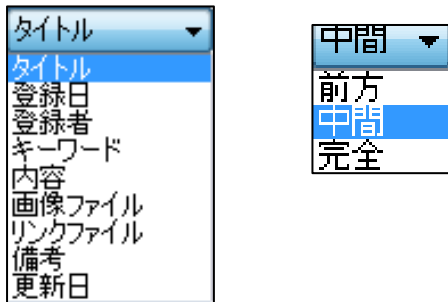 タイトル
タイトル
登録日
登録者
キーワード
内容
画像ファイル
リンクファイル
備考
更新日
中間
前方
中間
完全